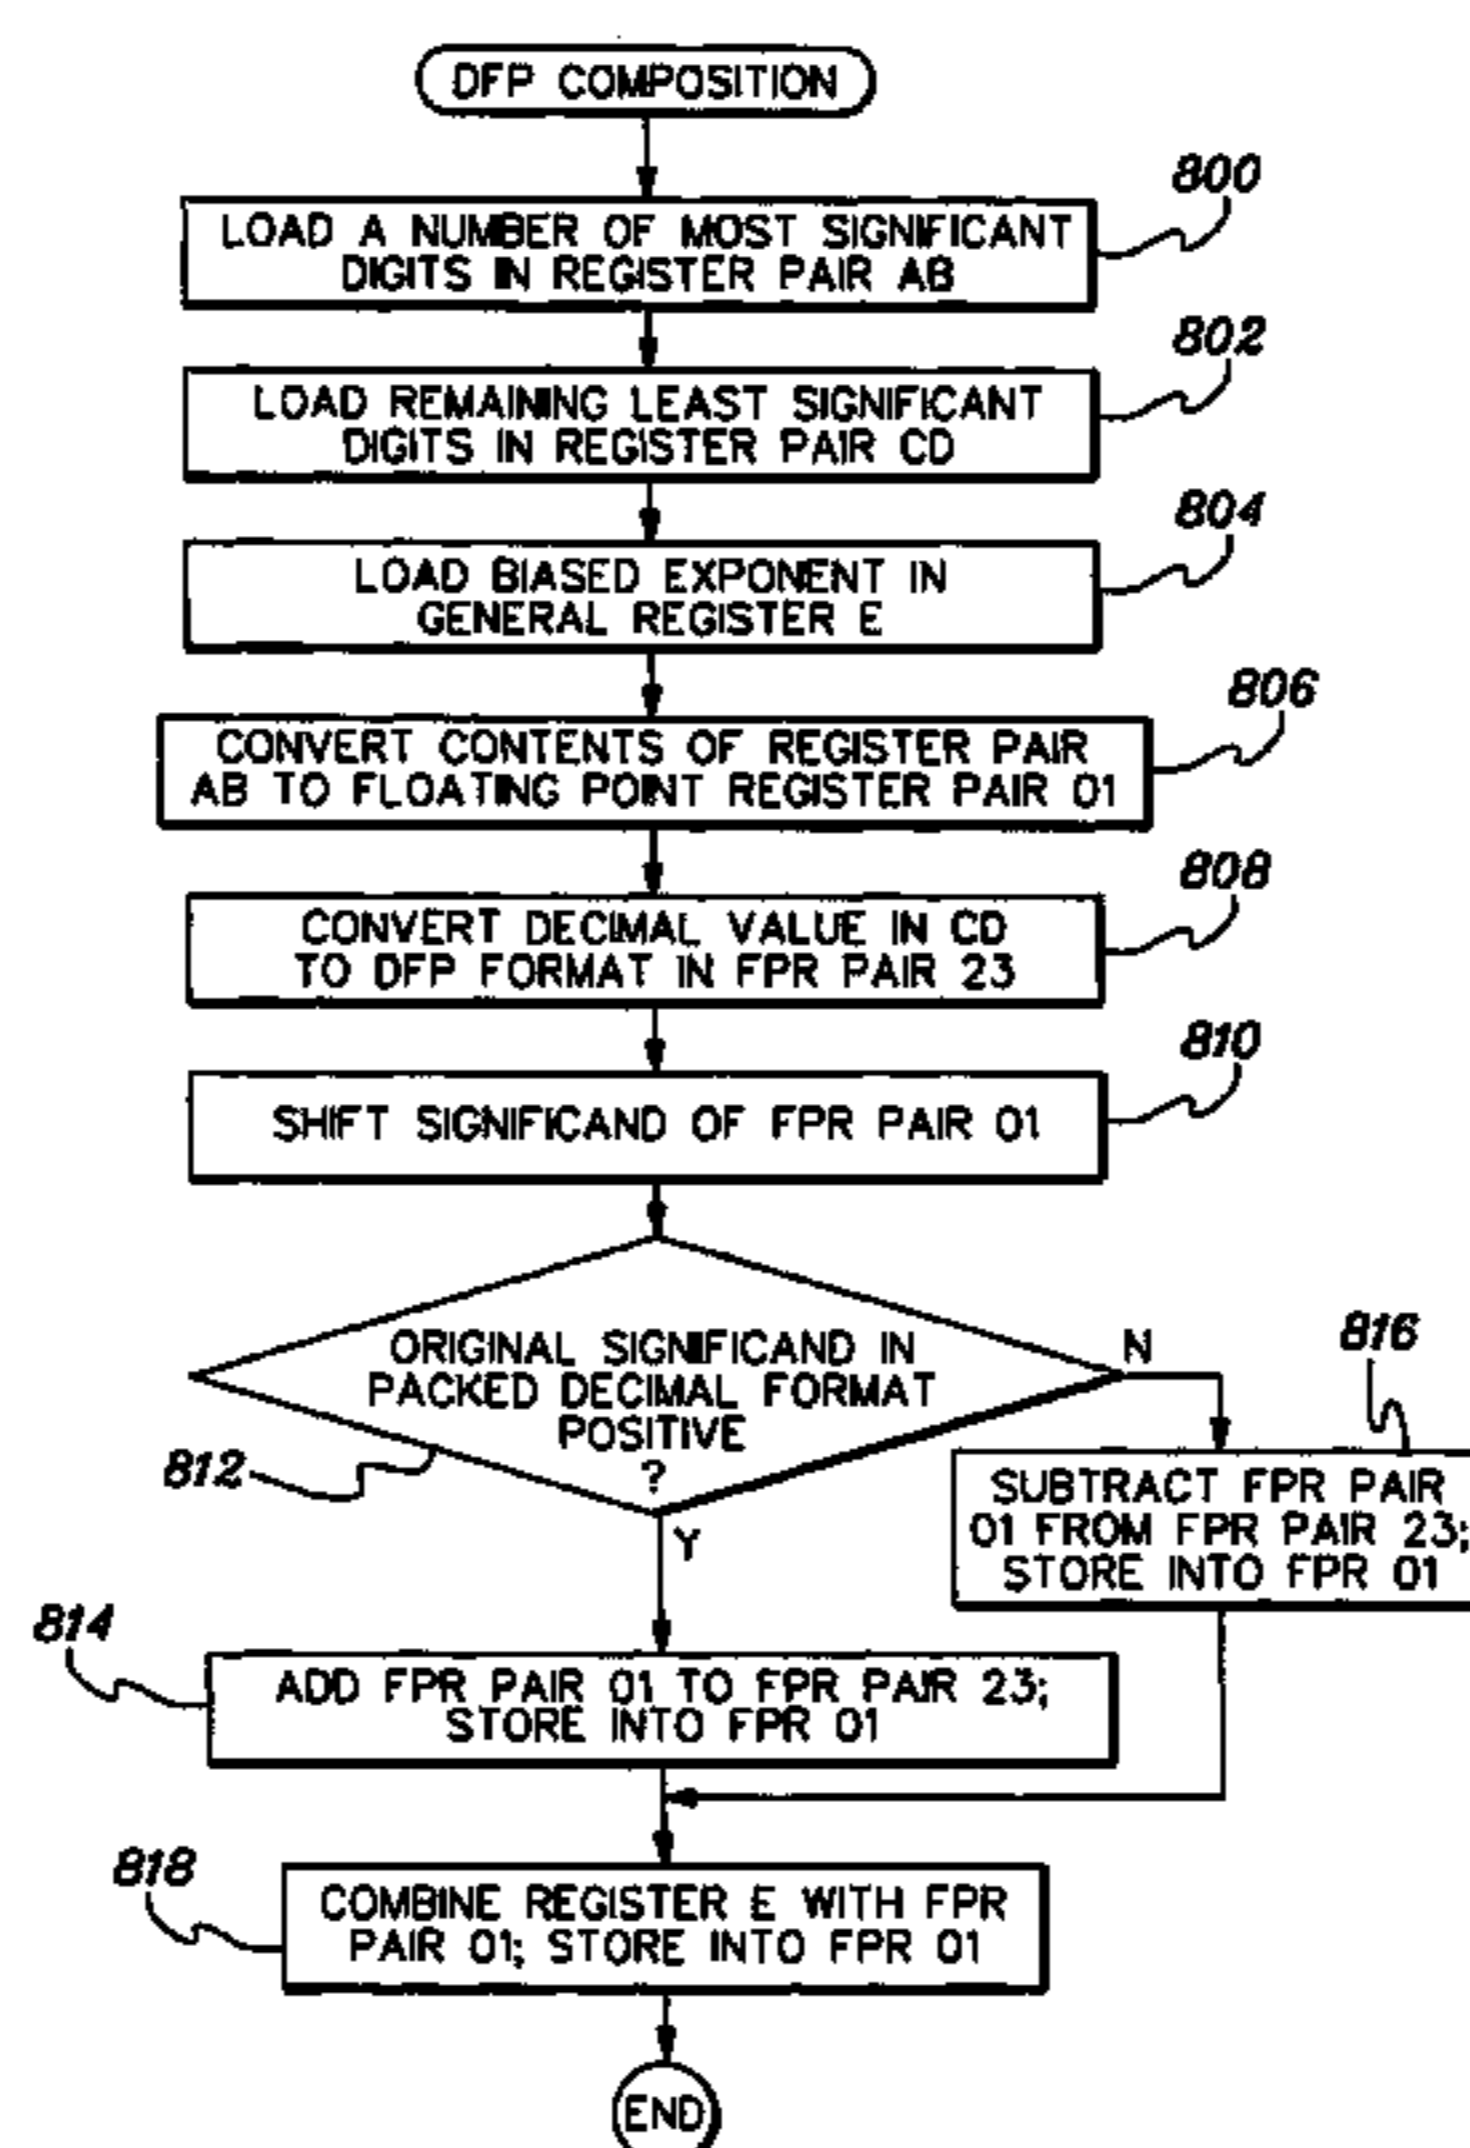 DFP COMPOSITION
800
LOAD A NUMBER OF MOST SIGNIFICANT
DIGITS IN REGISTER PAIR AB
802
LOAD REMAINING LEAST SIGNIFICANT
DIGITS IN REGISTER PAIR CD
804
LOAD BIASED EXPONENT IN
GENERAL REGISTER E
806
CONVERT CONTENTS OF REGISTER PAIR
AB TO FLOATING POINT REGISTER PAIR 01
808
CONVERT DECIMAL VALUE IN CD
TO DFP FORMAT IN FPR PAIR 23
810
SHIFT SIGNIFICAND OF FPR PAIR 01
ORIGINAL SIGNIFICAND IN
PACKED DECIMAL FORMAT
POSITIVE
?
812
N
816
SUBTRACT FPR PAIR
01 FROM FPR PAIR 23;
STORE INTO FPR 01
Y
814
ADD FPR PAIR 01 TO FPR PAIR 23;
STORE INTO FPR 01
818
COMBINE REGISTER E WITH FPR
PAIR 01; STORE INTO FPR 01
END